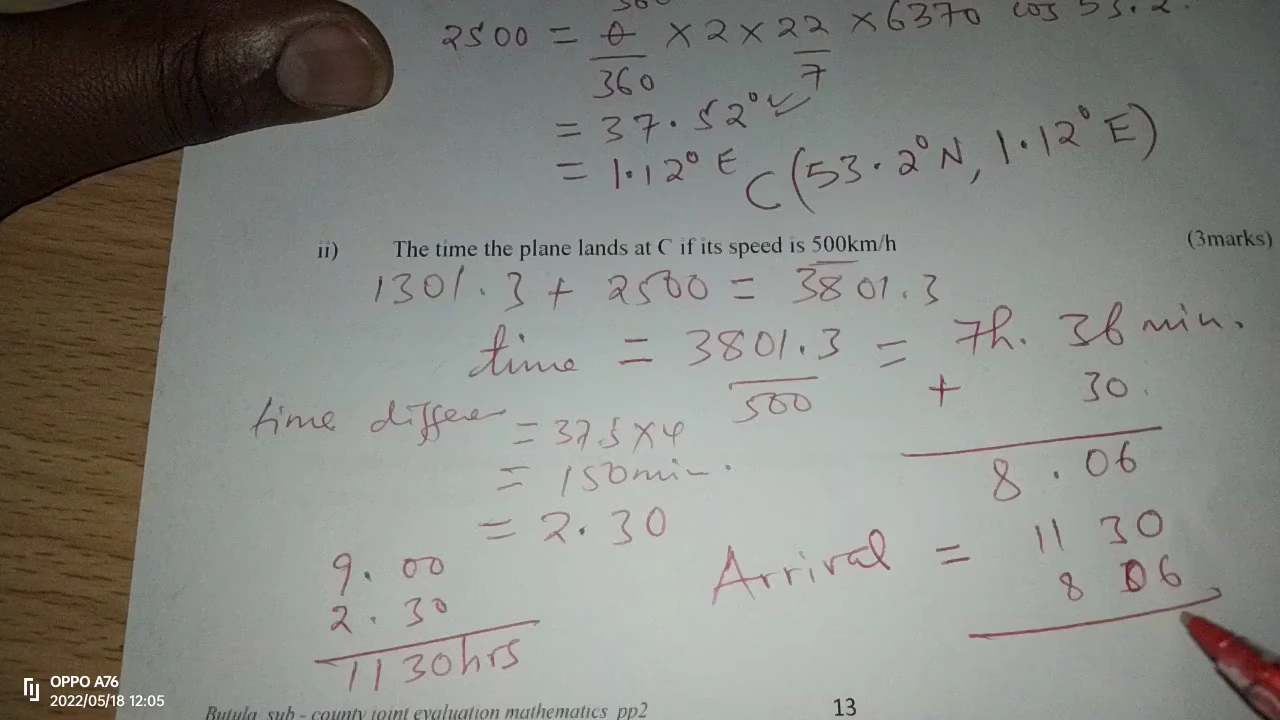 2500 = θ/360 × 2 × 22/7 × 6370 cos 53.2
= 37.52°
= 1.12° E C (53.2° N, 1.12° E)
ii) The time the plane lands at C if its speed is 500km/h (3marks)
1301.3 + 2500 = 3801.3
time = 3801.3/500 = 7h. 36 min.
+ 30.
8.06
time differen = 37.5 × 4
= 150 min.
= 2.30
9.00
2.30
1130hrs
Arrival = 11 30
8 06
Butula sub - county joint evaluation mathematics pp2 13
OPPO A76
2022/05/18 12:05